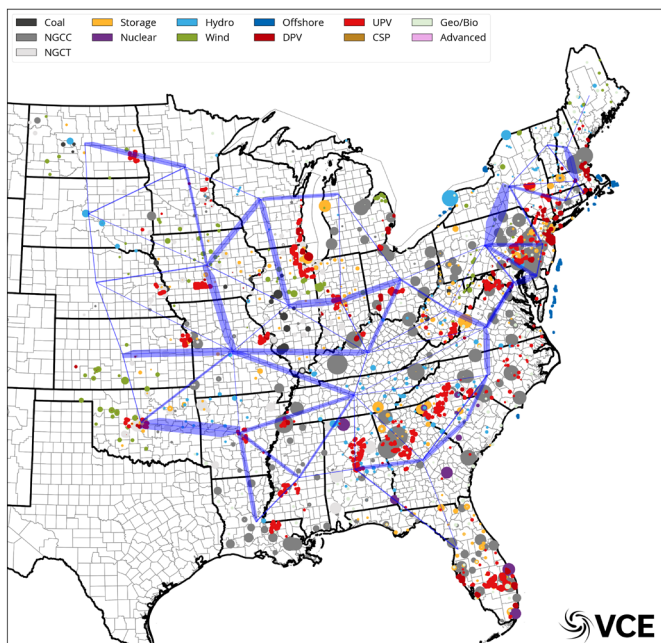 Coal Storage Hydro Offshore UPV Geo/Bio
NGCC Nuclear Wind DPV CSP Advanced
NGCT
VCE